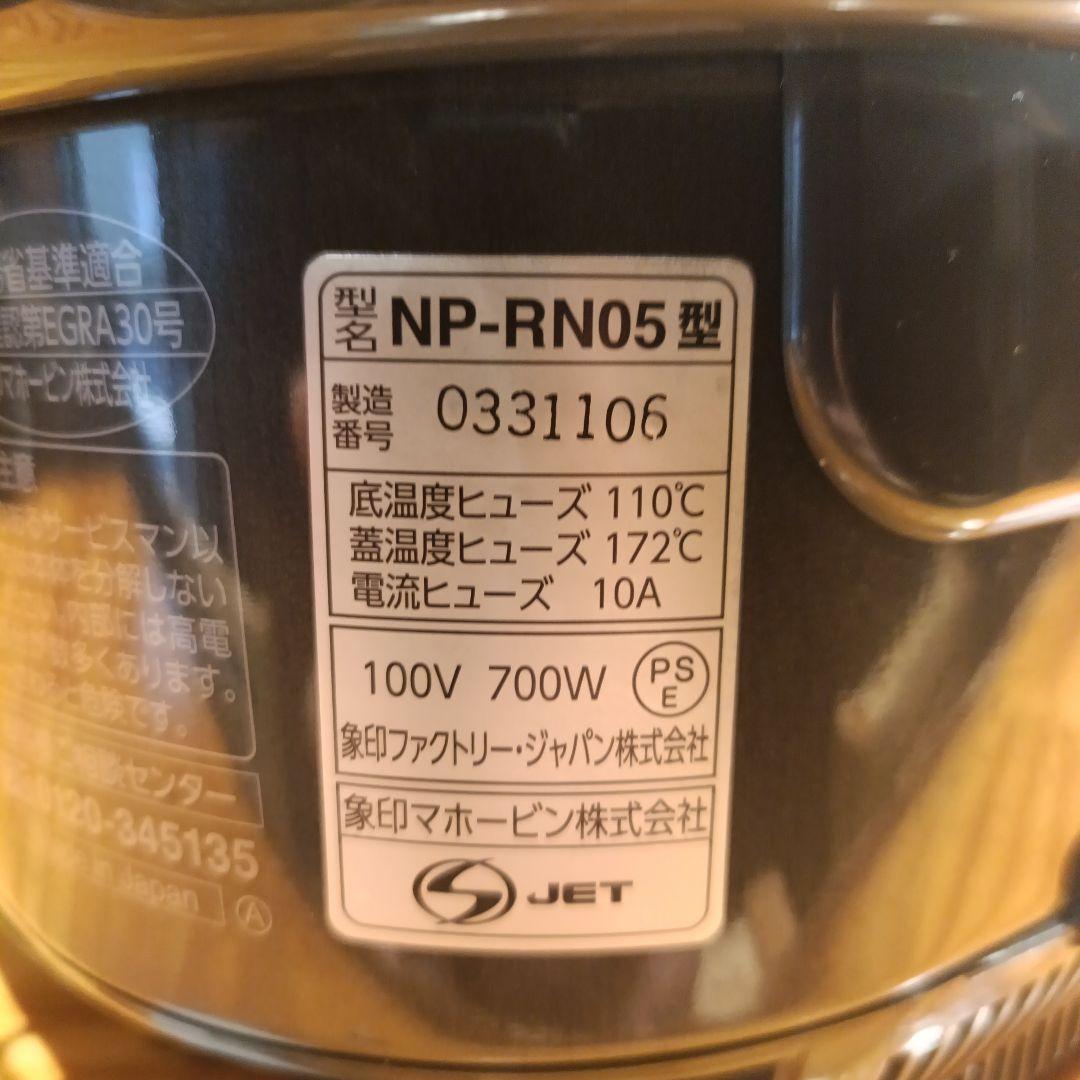 省基準適合
認第EGRA30号
マホービン株式会社
注意
サービスマン以
を分解しない
内部には高電
多くあります。
と危険です。
センター
0120-345135
Made in Japan
A
型名 NP-RN05型
製造番号 0331106
底温度ヒューズ 110℃
蓋温度ヒューズ 172℃
電流ヒューズ 10A
100V 700W PSE
象印ファクトリー・ジャパン株式会社
象印マホービン株式会社
S JET